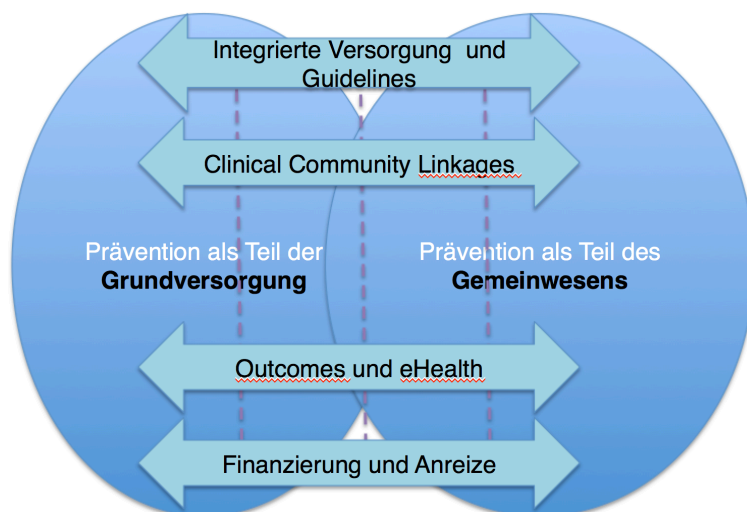 Integrierte Versorgung und
Guidelines
Clinical Community Linkages
Prävention als Teil der
Grundversorgung
Prävention als Teil des
Gemeinwesens
Outcomes und eHealth
Finanzierung und Anreize